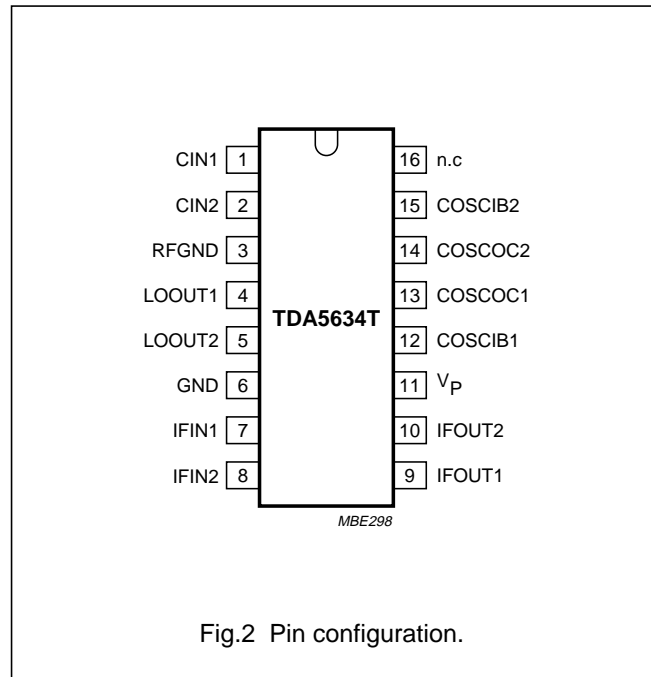 CIN1 1 16 n.c
CIN2 2 15 COSCIB2
RFGND 3 14 COSCOC2
LOOUT1 4 13 COSCOC1
TDA5634T
LOOUT2 5 12 COSCIB1
GND 6 11 VP
IFIN1 7 10 IFOUT2
IFIN2 8 9 IFOUT1
MBE298
Fig.2 Pin configuration.